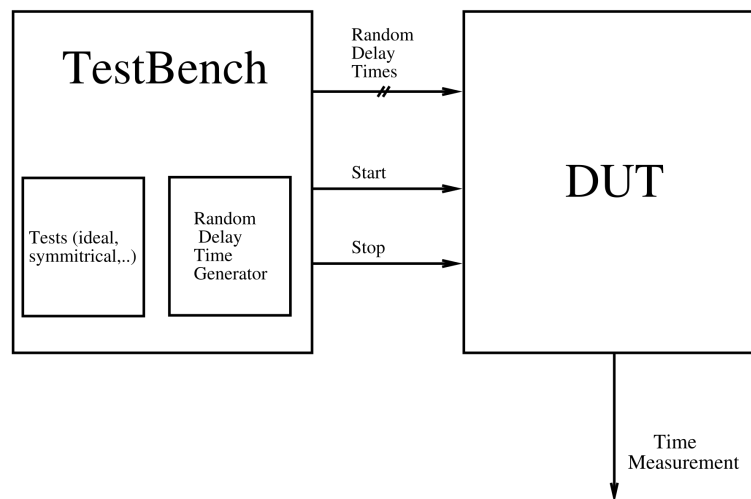 TestBench
Tests (ideal,
symmitrical,..)
Random
Delay
Time
Generator
Random
Delay
Times
Start
Stop
DUT
Time
Measurement